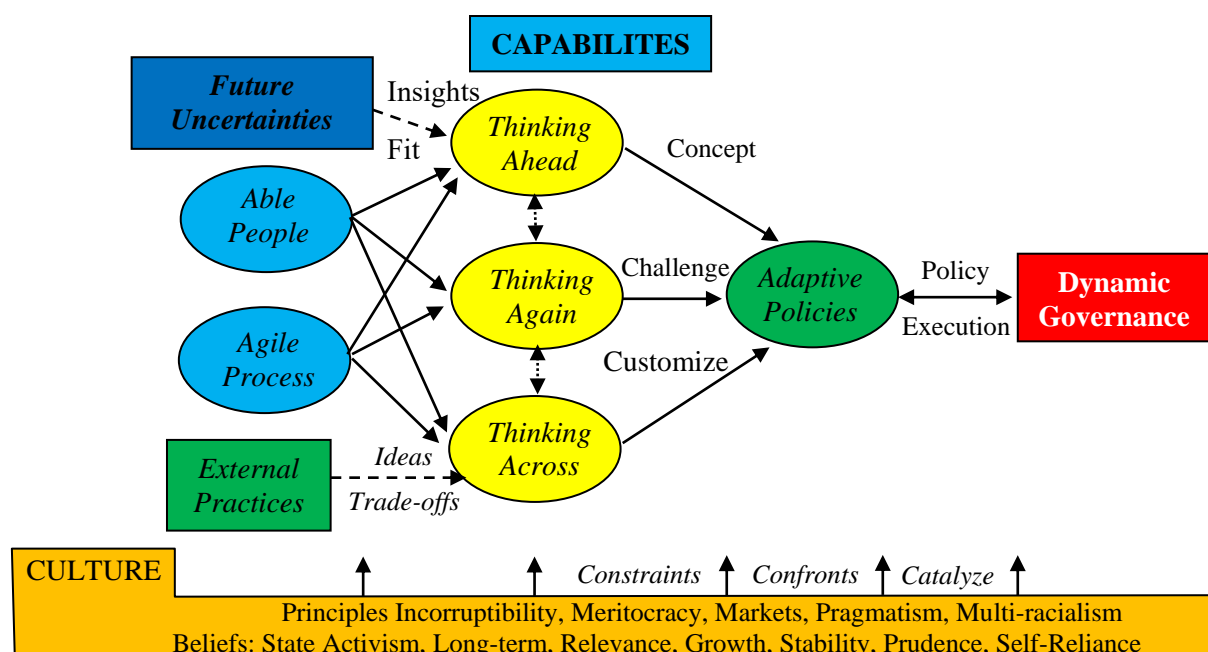 CAPABILITES
Future
Uncertainties
Insights
Fit
Thinking
Ahead
Concept
Able
People
Thinking
Again
Challenge
Adaptive
Policies
Policy
Execution
Dynamic
Governance
Agile
Process
Customize
Thinking
Across
External
Practices
Ideas
Trade-offs
CULTURE
Constraints
Confronts
Catalyze
Principles Incorruptibility, Meritocracy, Markets, Pragmatism, Multi-racialism
Beliefs: State Activism, Long-term, Relevance, Growth, Stability, Prudence, Self-Reliance